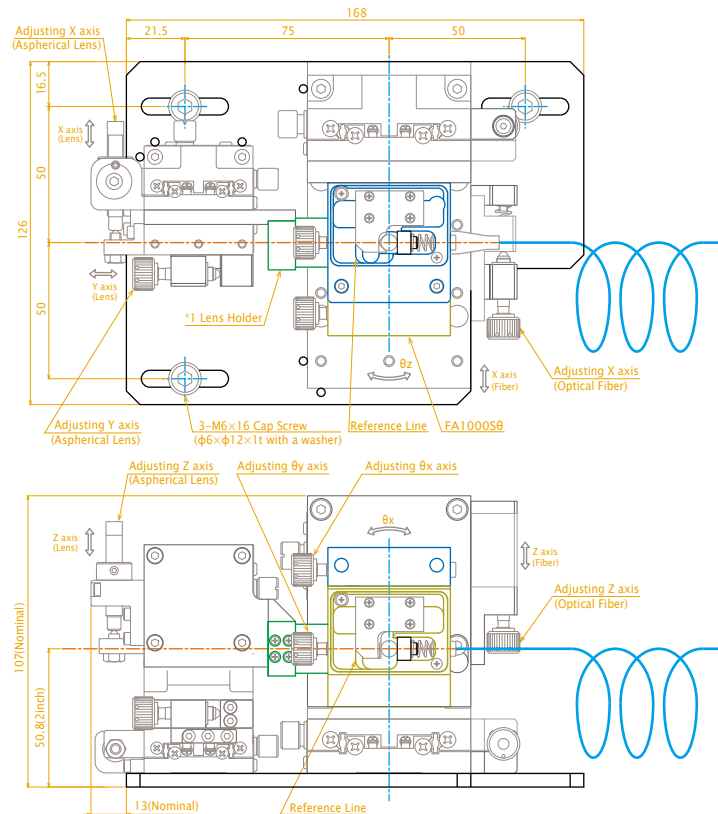 Adjusting X axis
(Aspherical Lens)
168
21.5
75
50
16.5
X axis
(Lens)
50
126
50
Y axis
(Lens)
*1 Lens Holder
θz
X axis
(Fiber)
Adjusting X axis
(Optical Fiber)
Adjusting Y axis
(Aspherical Lens)
3−M6×16 Cap Screw
(φ6×φ12×1t with a washer)
Reference Line
FA1000Sθ
Adjusting Z axis
(Aspherical Lens)
Adjusting θy axis
Adjusting θx axis
Z axis
(Lens)
θx
Z axis
(Fiber)
Adjusting Z axis
(Optical Fiber)
107(Nominal)
50.8(2inch)
13(Nominal)
Reference Line